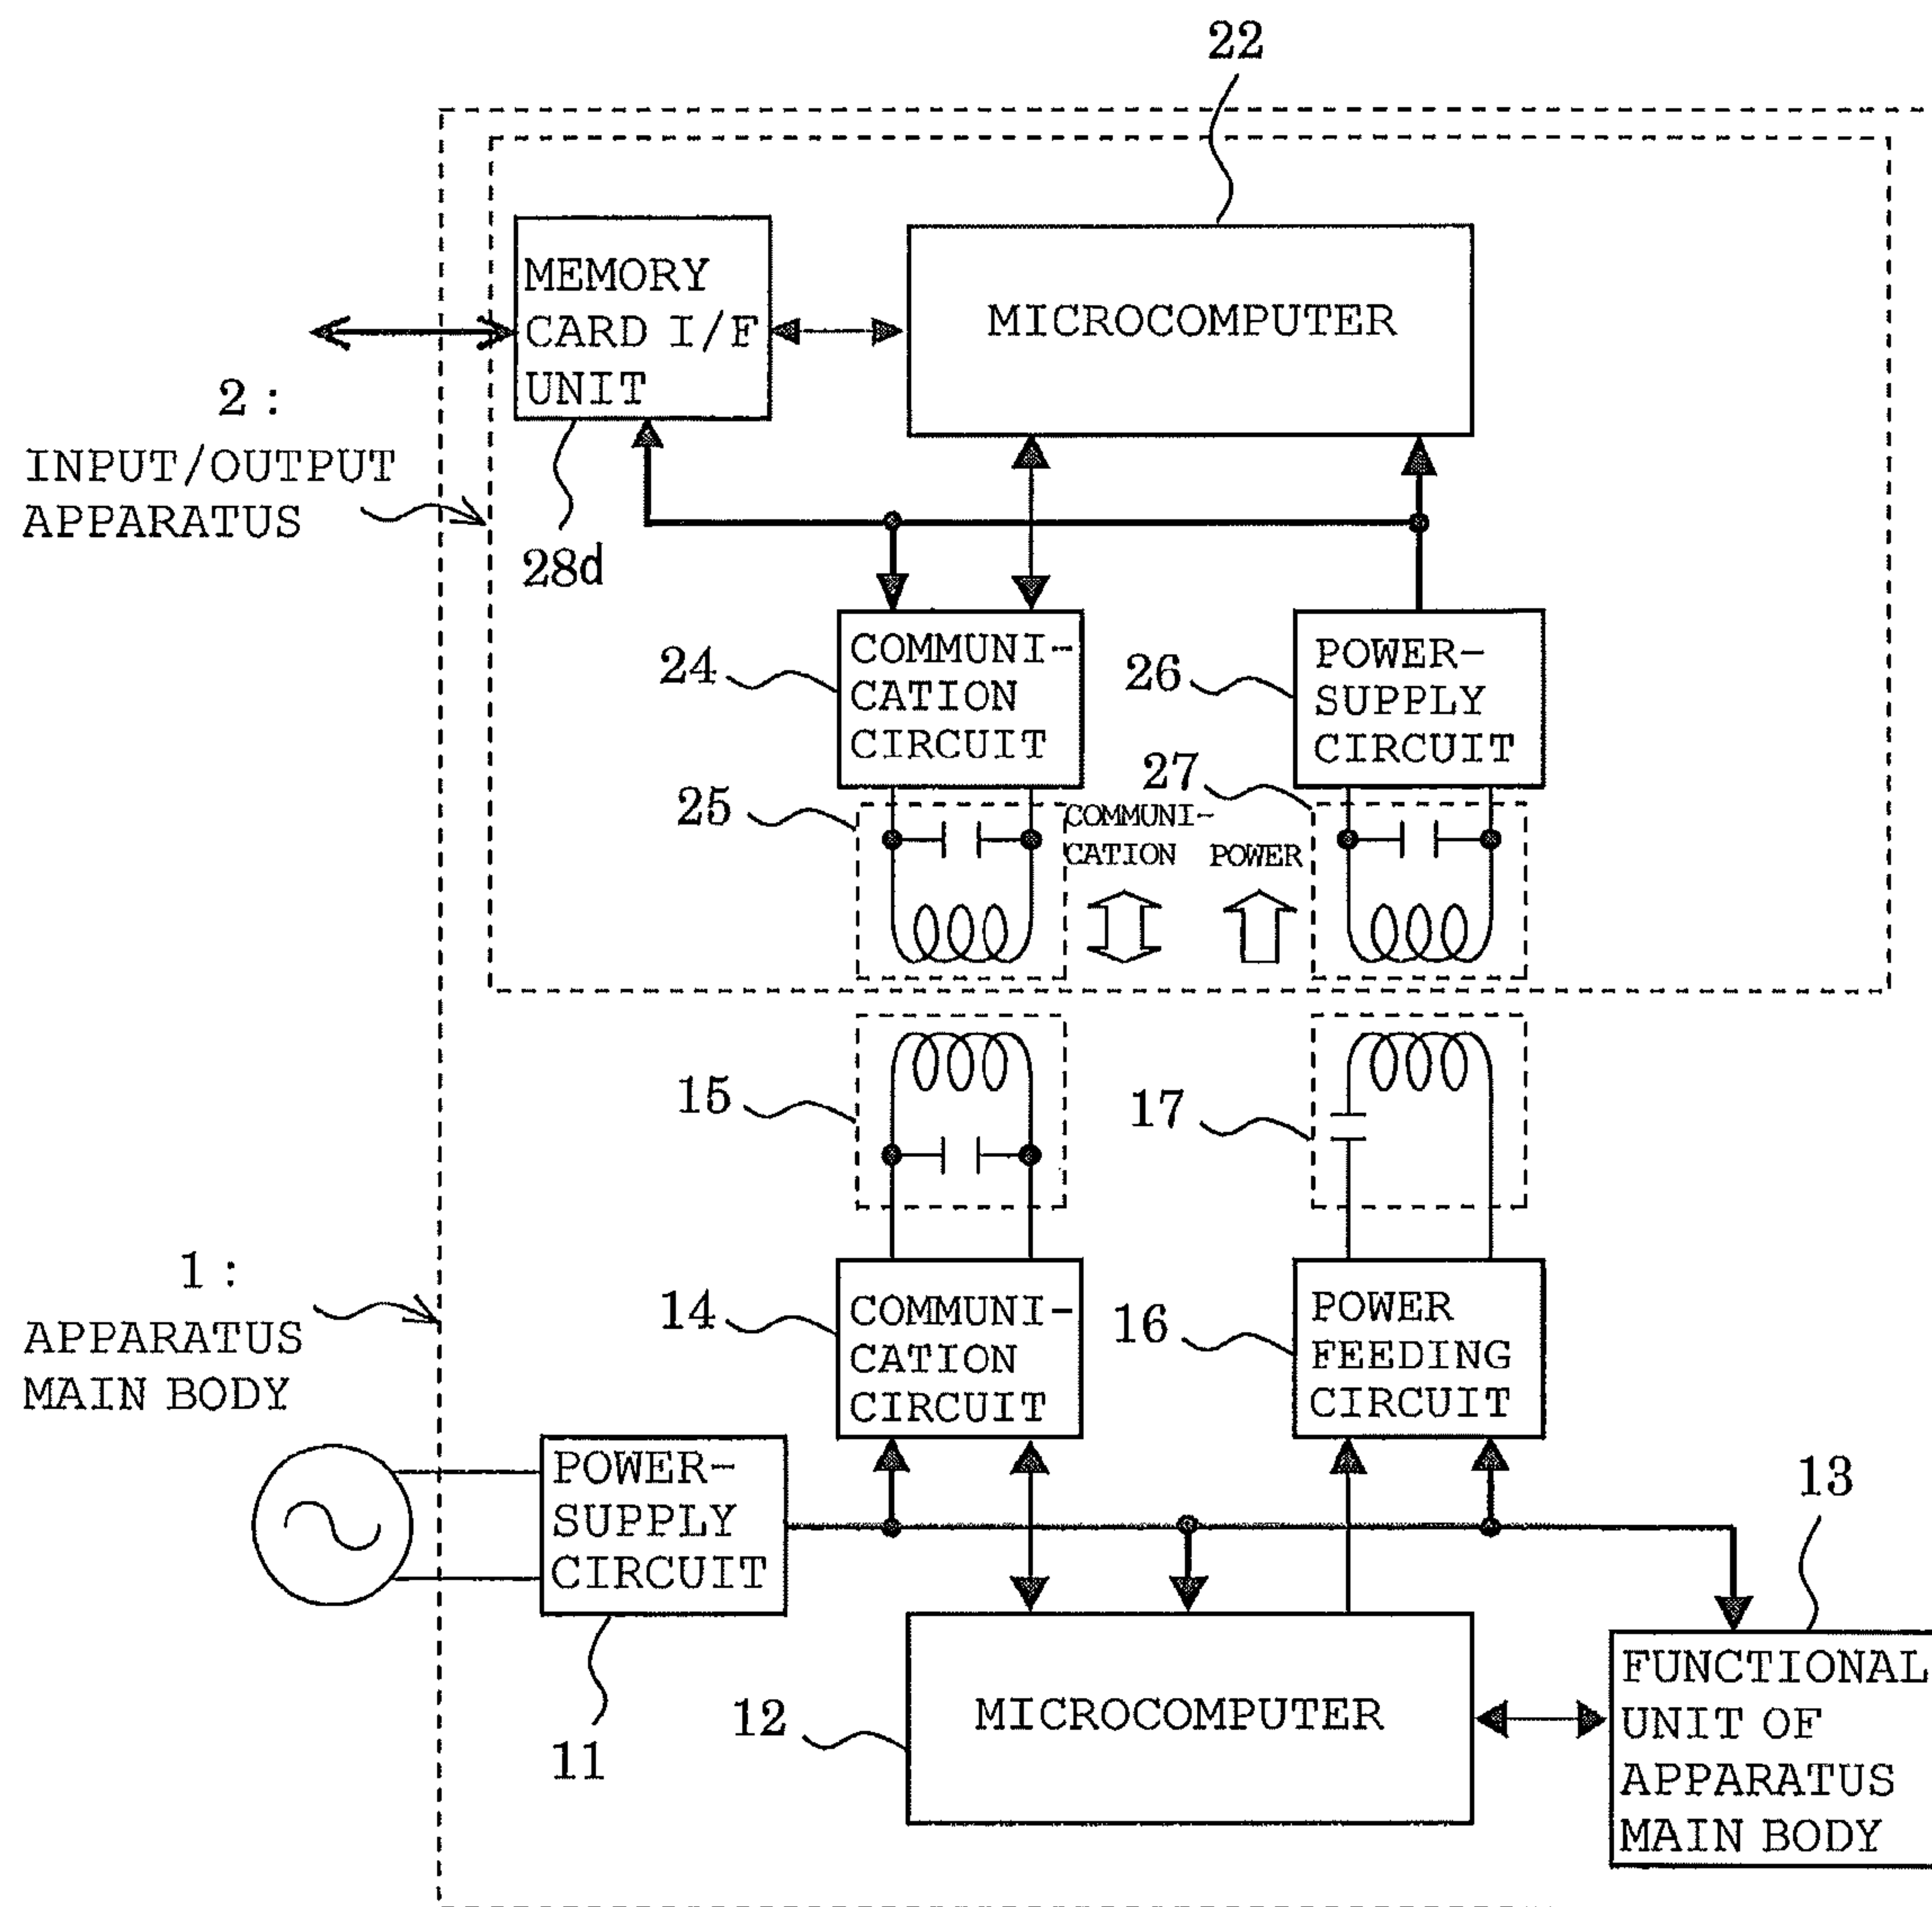 22
MEMORY
CARD I/F
UNIT
MICROCOMPUTER
2 :
INPUT/OUTPUT
APPARATUS
28d
24
COMMUNI-
CATION
CIRCUIT
26
POWER-
SUPPLY
CIRCUIT
25
COMMUNI-
CATION
POWER
27
15
17
1 :
APPARATUS
MAIN BODY
14
COMMUNI-
CATION
CIRCUIT
16
POWER
FEEDING
CIRCUIT
POWER-
SUPPLY
CIRCUIT
11
13
12
MICROCOMPUTER
FUNCTIONAL
UNIT OF
APPARATUS
MAIN BODY